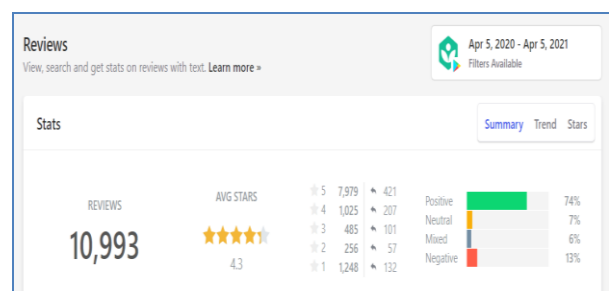 Reviews
View, search and get stats on reviews with text. Learn more »
Apr 5, 2020 - Apr 5, 2021
Filters Available
Stats
Summary Trend Stars
REVIEWS
10,993
AVG STARS
4.3
5 7,979 421
4 1,025 207
3 485 101
2 256 57
1 1,248 132
Positive 74%
Neutral 7%
Mixed 6%
Negative 13%